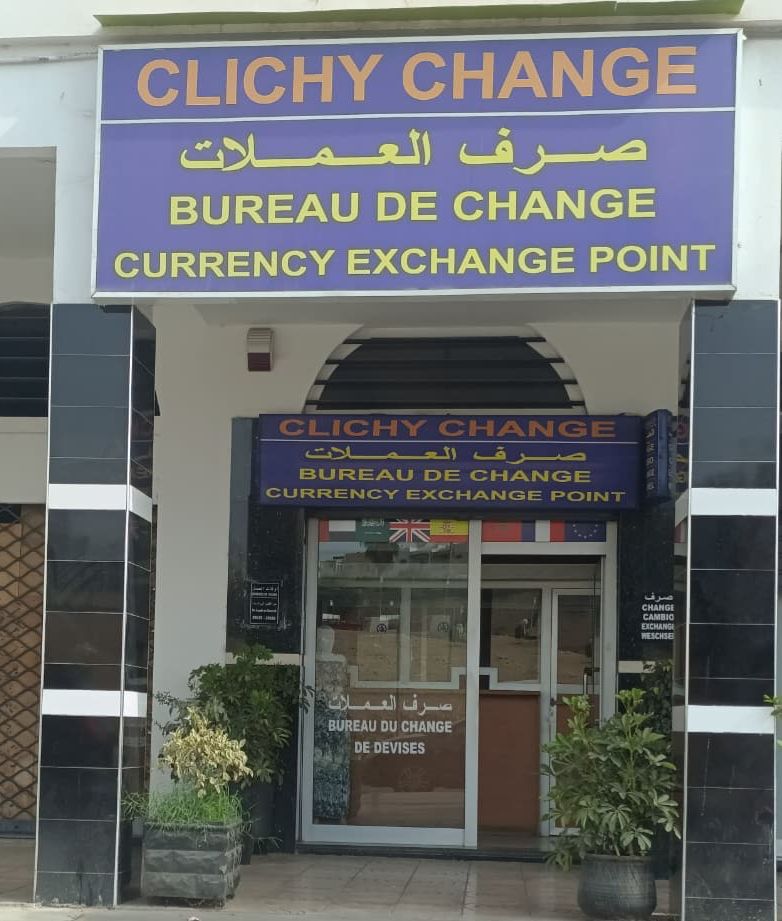 CLICHY CHANGE
صرف العملات
BUREAU DE CHANGE
CURRENCY EXCHANGE POINT
CLICHY CHANGE
صرف العملات
BUREAU DE CHANGE
CURRENCY EXCHANGE POINT
صرف
CHANGE
CAMBIO
EXCHANGE
صرف العملات
BUREAU DU CHANGE
DE DEVISES